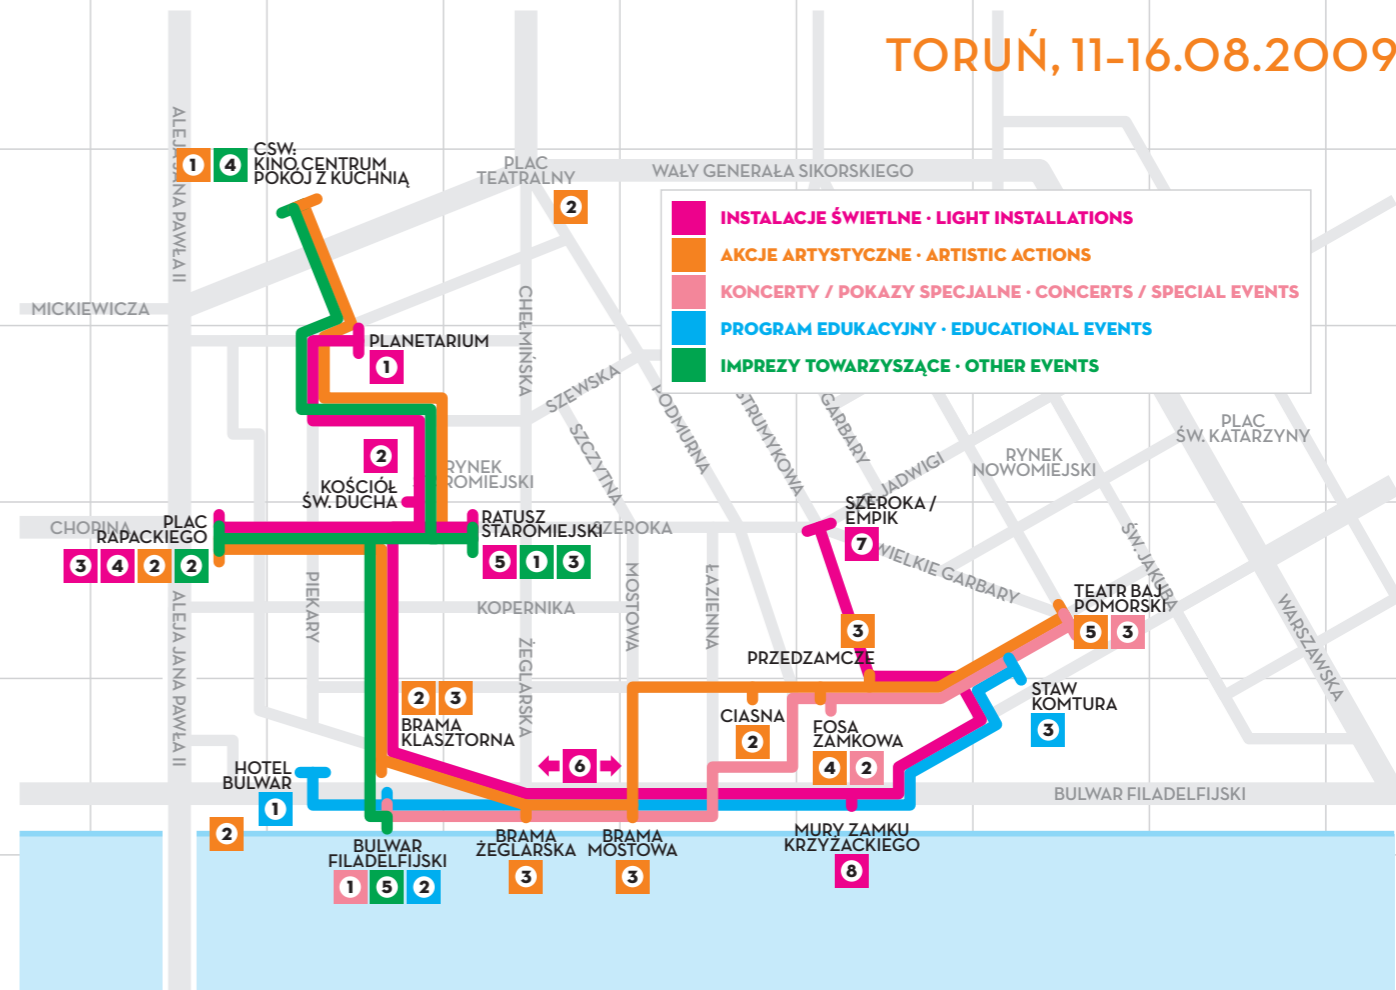 TORUŃ, 11-16.08.2009
ALEJA JANA PAWŁA II
1 4
CSW:
KINO CENTRUM
POKÓJ Z KUCHNIĄ
PLAC
TEATRALNY
2
WAŁY GENERAŁA SIKORSKIEGO
INSTALACJE ŚWIETLNE · LIGHT INSTALLATIONS
AKCJE ARTYSTYCZNE · ARTISTIC ACTIONS
KONCERTY / POKAZY SPECJALNE · CONCERTS / SPECIAL EVENTS
PROGRAM EDUKACYJNY · EDUCATIONAL EVENTS
IMPREZY TOWARZYSZĄCE · OTHER EVENTS
MICKIEWICZA
PLANETARIUM
1
CHEŁMIŃSKA
SZEWSKA
SZCZYTNA
PODMURNA
STRUMYKOWA
GARBARY
JADWIGI
RYNEK
NOWOMIEJSKI
PLAC
ŚW. KATARZYNY
2
KOŚCIÓŁ
ŚW. DUCHA
RYNEK
CHOPINA
PLAC
RAPACKIEGO
3 4 2 2
RATUSZ
STAROMIEJSKI
5 1 3
SZEROKA
SZEROKA /
EMPIK
7
WIELKIE GARBARY
ŚW. JAKUBA
WARSZAWSKA
ALEJA JANA PAWŁA II
PIEKARY
KOPERNIKA
ŻEGLARSKA
MOSTOWA
ŁAZIENNA
3
PRZEDZAMCZE
TEATR BAJ
POMORSKI
5 3
STAW
KOMTURA
3
2 3
BRAMA
KLASZTORNA
CIASNA
2
FOSA
ZAMKOWA
4 2
6
HOTEL
BULWAR
1
2
BULWAR FILADELFIJSKI
BULWAR
FILADELFIJSKI
1 5 2
BRAMA
ŻEGLARSKA
3
BRAMA
MOSTOWA
3
MURY ZAMKU
KRZYŻACKIEGO
8